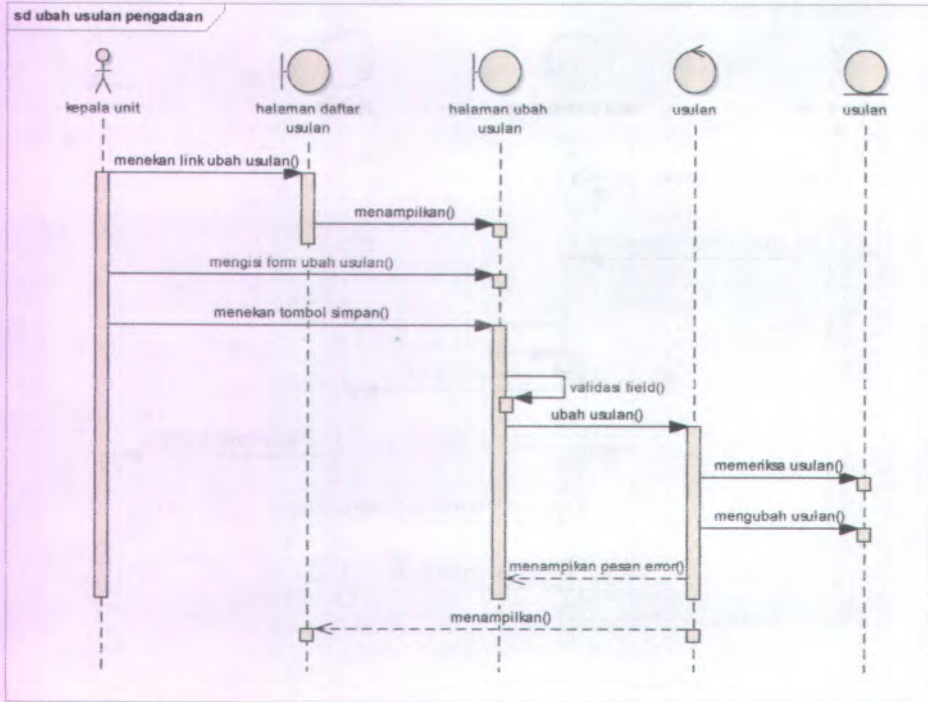 sd ubah usulan pengadaan
kepala unit
halaman daftar
usulan
halaman ubah
usulan
usulan
usulan
menekan link ubah usulan()
menampilkan()
mengisi form ubah usulan()
menekan tombol simpan()
validasi field()
ubah usulan()
memeriksa usulan()
mengubah usulan()
menampikan pesan error()
menampilkan()